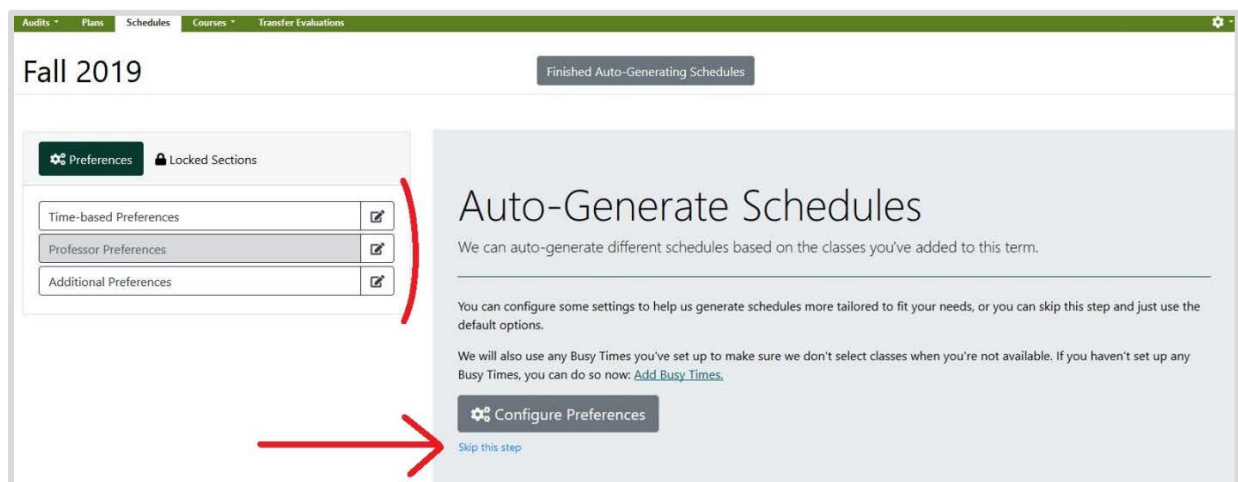 Audits Plans Schedules Courses Transfer Evaluations
Fall 2019
Finished Auto-Generating Schedules
Preferences Locked Sections
Time-based Preferences
Professor Preferences
Additional Preferences
Auto-Generate Schedules
We can auto-generate different schedules based on the classes you've added to this term.
You can configure some settings to help us generate schedules more tailored to fit your needs, or you can skip this step and just use the
default options.
We will also use any Busy Times you've set up to make sure we don't select classes when you're not available. If you haven't set up any
Busy Times, you can do so now: Add Busy Times.
Configure Preferences
Skip this step